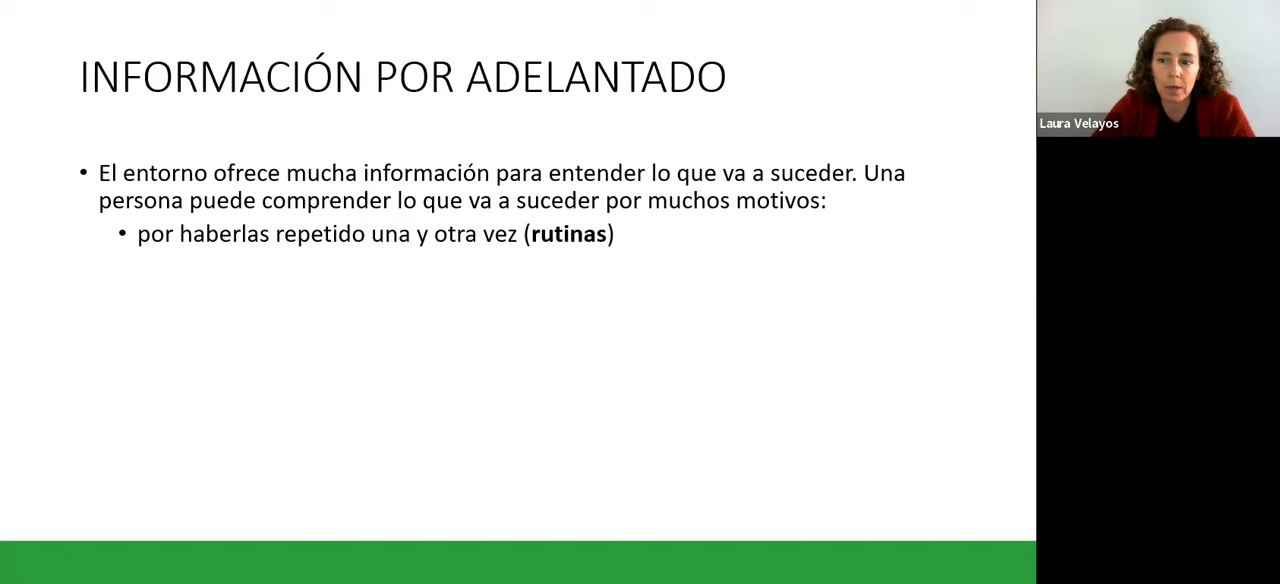 INFORMACIÓN POR ADELANTADO
• El entorno ofrece mucha información para entender lo que va a suceder. Una
persona puede comprender lo que va a suceder por muchos motivos:
• por haberlas repetido una y otra vez (rutinas)
Laura Velayos